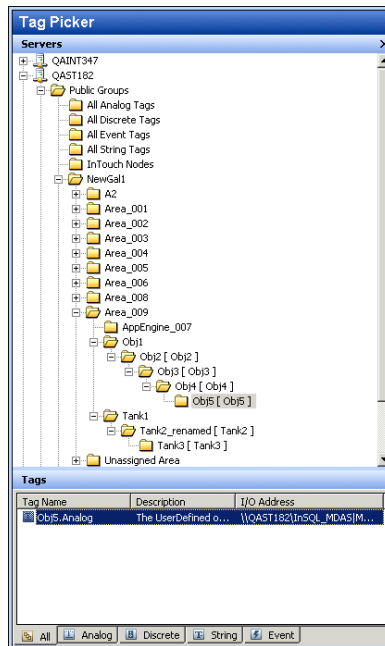 Tag Picker
Servers
QAINT347
QAST182
Public Groups
All Analog Tags
All Discrete Tags
All Event Tags
All String Tags
InTouch Nodes
NewGal1
A2
Area_001
Area_002
Area_003
Area_004
Area_005
Area_006
Area_008
Area_009
AppEngine_007
Obj1
Obj2 [ Obj2 ]
Obj3 [ Obj3 ]
Obj4 [ Obj4 ]
Obj5 [ Obj5 ]
Tank1
Tank2_renamed [ Tank2 ]
Tank3 [ Tank3 ]
Unassigned Area
Tags
Tag Name Description I/O Address
Obj5.Analog The UserDefined o... \\QAST182\InSQL_MDAS|M...
All Analog Discrete String Event